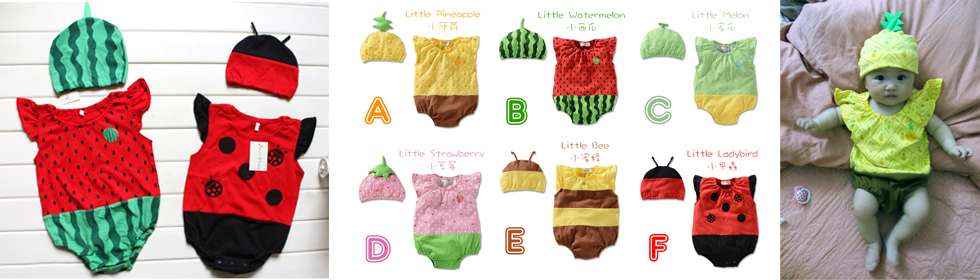 Little Pineapple
小菠萝
A
Little Watermelon
小西瓜
B
Little Melon
小蜜瓜
C
Little Strawberry
小草莓
D
Little Bee
小蜜蜂
E
Little Ladybird
小甲蟲
F